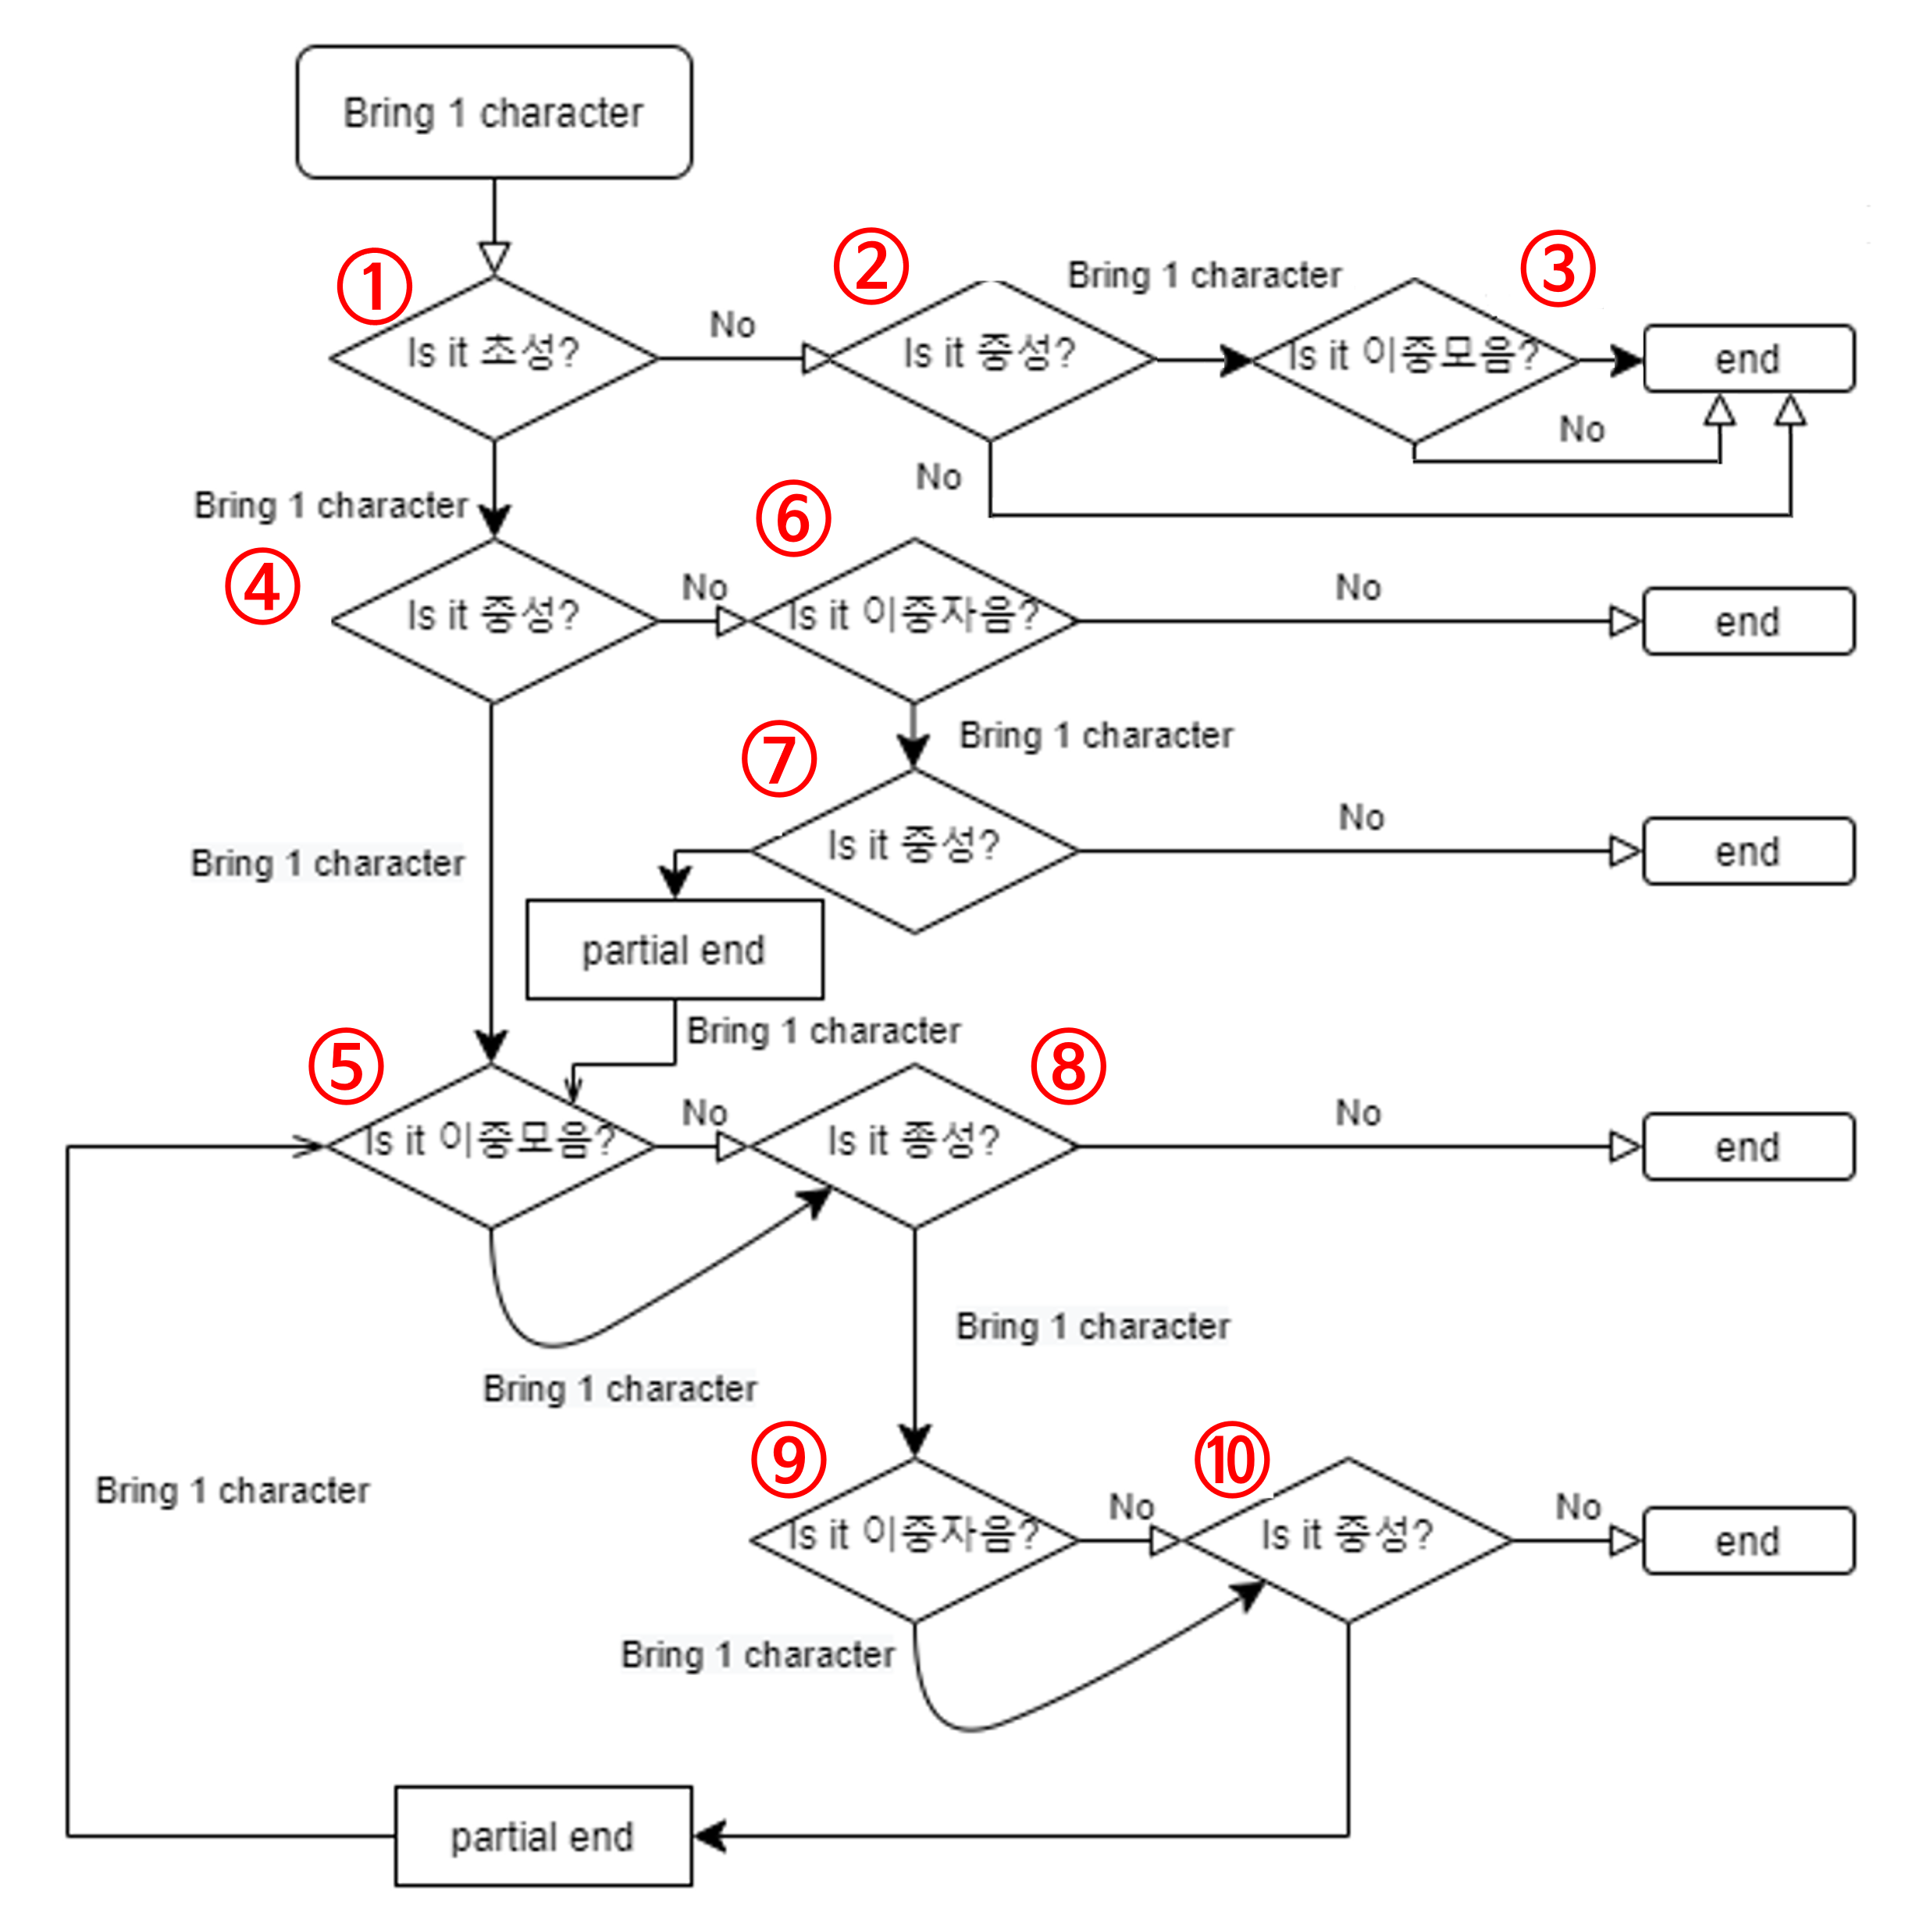 Bring 1 character
①
Is it 초성?
No
②
Is it 중성?
Bring 1 character
③
Is it 이중모음?
end
No
No
Bring 1 character
④
Is it 중성?
No
⑥
Is it 이중자음?
No
end
Bring 1 character
⑦
Is it 중성?
No
end
Bring 1 character
partial end
Bring 1 character
⑤
Is it 이중모음?
No
⑧
Is it 종성?
No
end
Bring 1 character
Bring 1 character
Bring 1 character
⑨
Is it 이중자음?
No
⑩
Is it 중성?
No
end
Bring 1 character
partial end